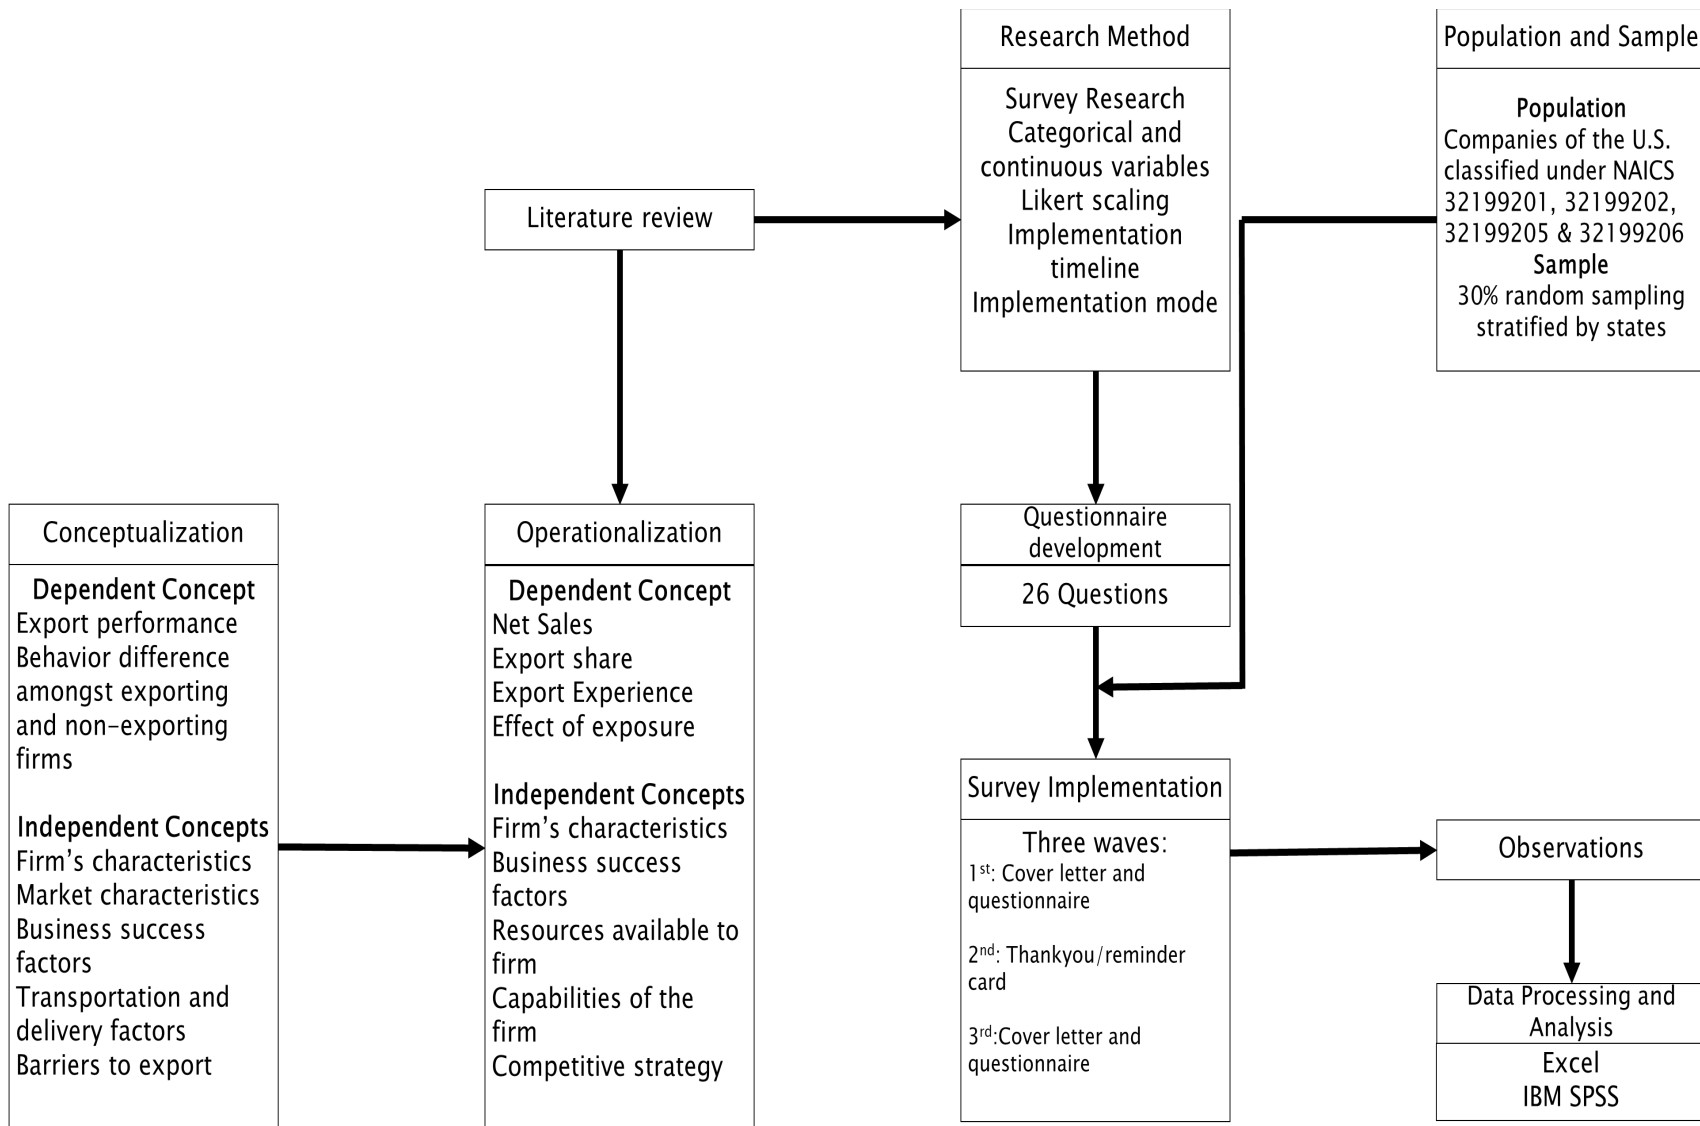 Research Method
Survey Research
Categorical and
continuous variables
Likert scaling
Implementation
timeline
Implementation mode
Population and Sample
Population
Companies of the U.S.
classified under NAICS
32199201, 32199202,
32199205 & 32199206
Sample
30% random sampling
stratified by states
Literature review
Conceptualization
Dependent Concept
Export performance
Behavior difference
amongst exporting
and non-exporting
firms
Independent Concepts
Firm's characteristics
Market characteristics
Business success
factors
Transportation and
delivery factors
Barriers to export
Operationalization
Dependent Concept
Net Sales
Export share
Export Experience
Effect of exposure
Independent Concepts
Firm's characteristics
Business success
factors
Resources available to
firm
Capabilities of the
firm
Competitive strategy
Questionnaire
development
26 Questions
Survey Implementation
Three waves:
1st: Cover letter and
questionnaire
2nd: Thankyou/reminder
card
3rd:Cover letter and
questionnaire
Observations
Data Processing and
Analysis
Excel
IBM SPSS